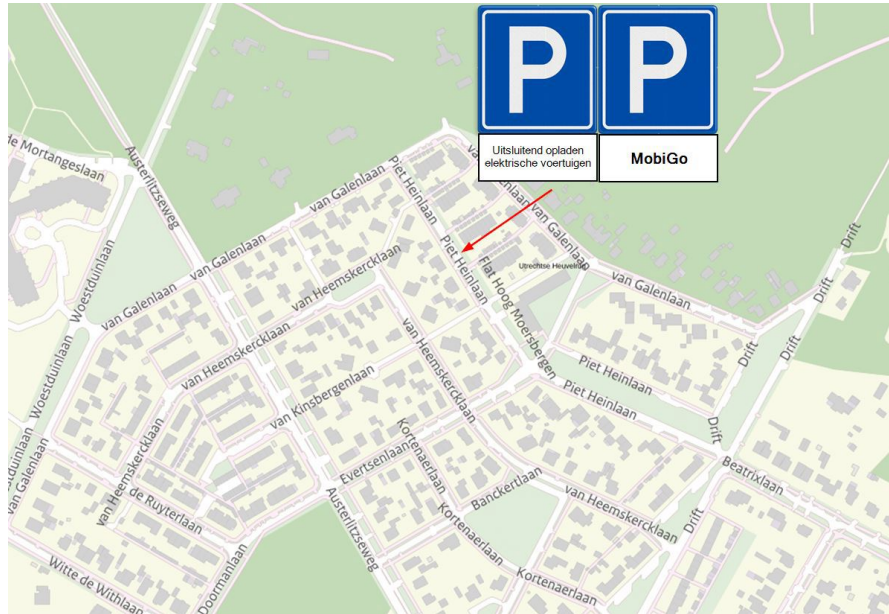 P P
Uitsluitend opladen
elektrische voertuigen
MobiGo
de Mortangeslaan
Austerlitzseweg
Piet Heinlaan
van Galenlaan
van Galenlaan
Drift
Woestduinlaan
van Galenlaan
Piet Heinlaan
Flat Hoog Moersbergen
Utrechtse Heuvelrug
van Galenlaan
Drift
van Heemskercklaan
van Galenlaan
van Heemskercklaan
van Heemskercklaan
Drift
Drift
Woestduinlaan
van Kinsbergenlaan
Piet Heinlaan
Piet Heinlaan
Drift
Woestduinlaan
van Galenlaan
van Heemskercklaan
Kortenaerlaan
Evertsenlaan
Beatrixlaan
de Ruyterlaan
Austerlitzseweg
Banckertlaan
van Heemskercklaan
Drift
Kortenaerlaan
Kortenaerlaan
Witte de Withlaan
Doormanlaan